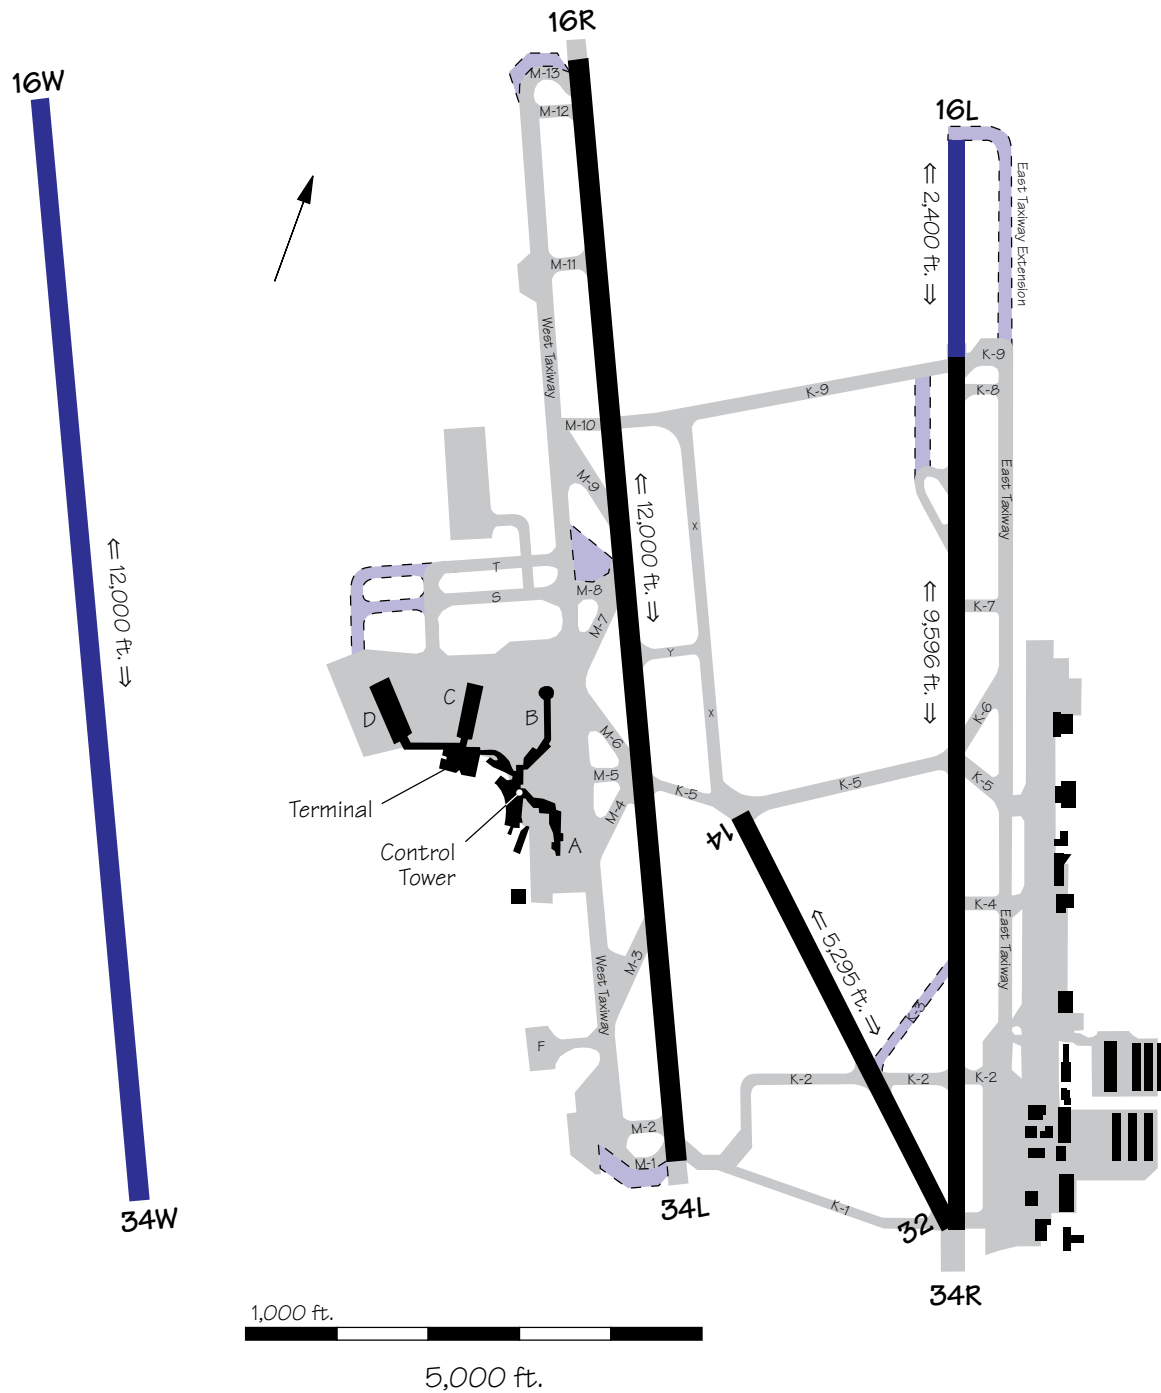 16R
16W
M-13
16L
M-12
⇐ 2,400 ft. ⇒
East Taxiway Extension
M-11
West Taxiway
K-9
K-9
K-8
M-10
M-9
East Taxiway
⇐ 12,000 ft. ⇒
X
⇐ 12,000 ft. ⇒
T
M-8
S
K-7
M-7
⇐ 9,596 ft. ⇒
Y
C
D
B
X
K-6
M-6
M-5
K-5
K-5
K-5
Terminal
M-4
14
A
Control
Tower
K-4
⇐ 5,295 ft. ⇒
East Taxiway
M-3
West Taxiway
K-3
F
K-2
K-2
K-2
M-2
M-1
K-1
34W
34L
32
34R
1,000 ft.
5,000 ft.